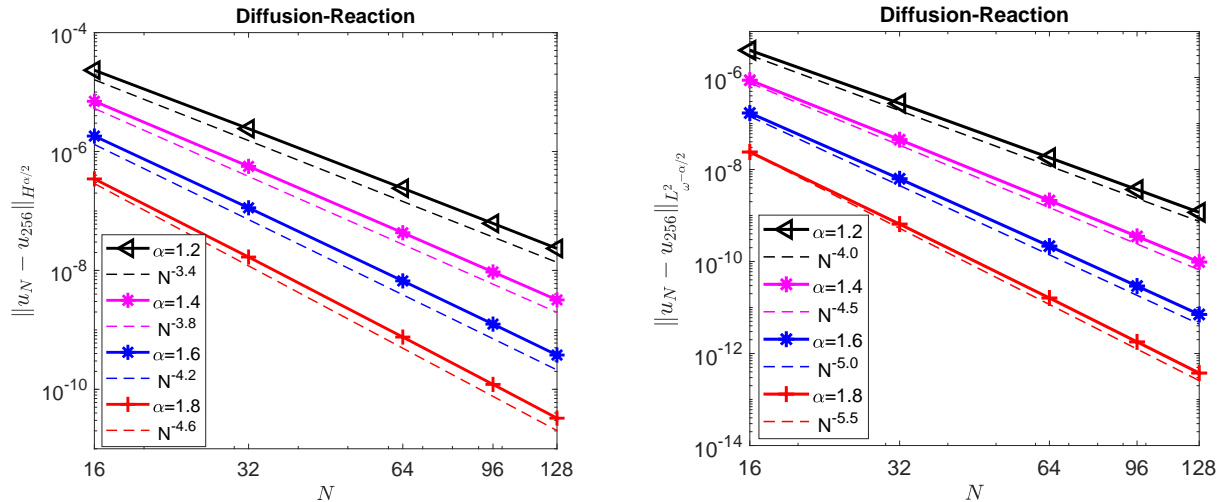 Diffusion-Reaction
10^-4
10^-6
10^-8
10^-10
||u_N − u_256||_{H^{α/2}}
α=1.2
N^-3.4
α=1.4
N^-3.8
α=1.6
N^-4.2
α=1.8
N^-4.6
16 32 64 96 128
N
Diffusion-Reaction
10^-6
10^-8
10^-10
10^-12
10^-14
||u_N − u_256||_{L^2_{ω^{-α/2}}}
α=1.2
N^-4.0
α=1.4
N^-4.5
α=1.6
N^-5.0
α=1.8
N^-5.5
16 32 64 96 128
N